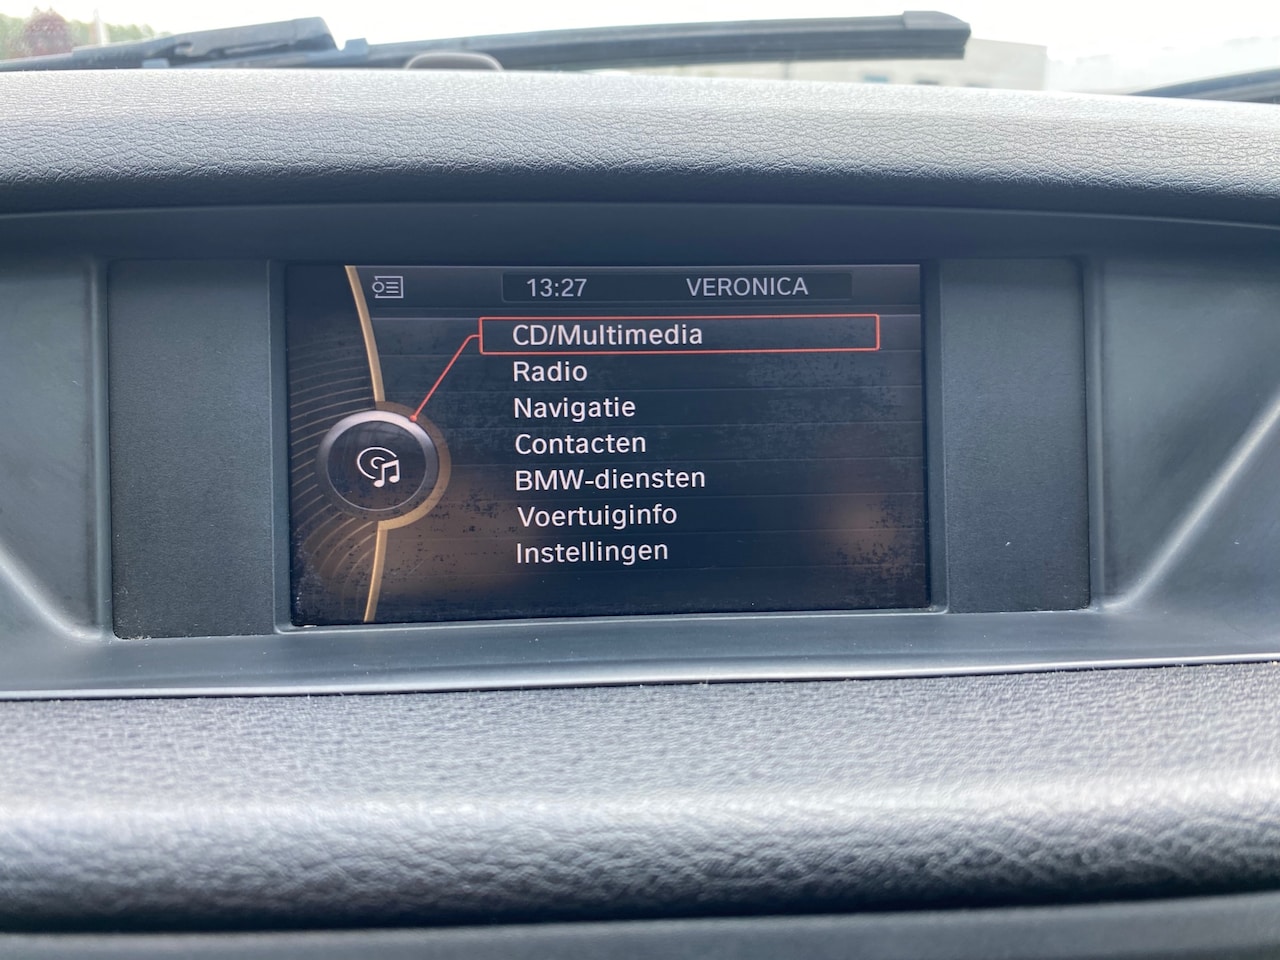 13:27 VERONICA
CD/Multimedia
Radio
Navigatie
Contacten
BMW-diensten
Voertuiginfo
Instellingen